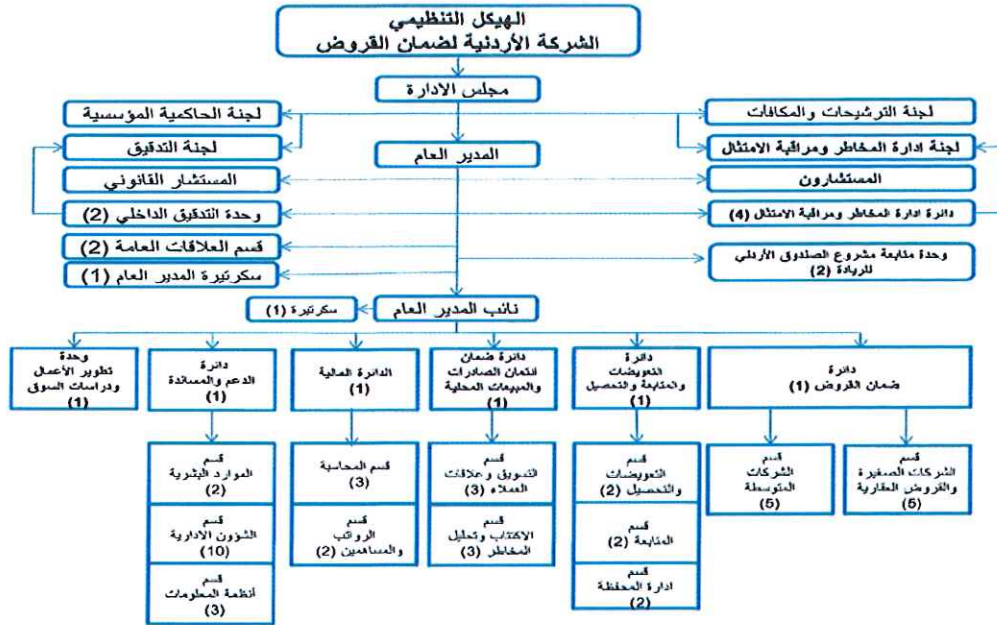 الهيكل التنظيمي
الشركة الأردنية لضمان القروض
مجلس الادارة
لجنة الترشيحات والمكافآت
لجنة الحاكمية المؤسسية
لجنة ادارة المخاطر ومراقبة الامتثال
المدير العام
لجنة التدقيق
المستشارون
المستشار القانوني
دائرة ادارة المخاطر ومراقبة الامتثال (4)
وحدة التدقيق الداخلي (2)
وحدة متابعة مشروع الصندوق الأردني
للريادة (2)
قسم العلاقات العامة (2)
سكرتيرة المدير العام (1)
نائب المدير العام
سكرتيرة (1)
دائرة
ضمان القروض (1)
دائرة
التعويضات
والمتابعة والتحصيل
(1)
دائرة ضمان
ائتمان الصادرات
والمبيعات المحلية
(1)
الدائرة المالية
(1)
دائرة
الدعم والمساندة
(1)
وحدة
تطوير الأعمال
ودراسات السوق
(1)
قسم
الشركات الصغيرة
والقروض العقارية
(5)
قسم
الشركات
المتوسطة
(5)
قسم
التعويضات
والتحصيل (2)
قسم
المتابعة (2)
قسم
ادارة المحفظة
(2)
قسم
التسويق وعلاقات
العملاء (3)
قسم
الاكتتاب وتحليل
المخاطر (3)
قسم المحاسبة
(3)
قسم
الرواتب
والمساهمين (2)
قسم
الموارد البشرية
(2)
قسم
الشؤون الادارية
(10)
قسم
أنظمة المعلومات
(3)